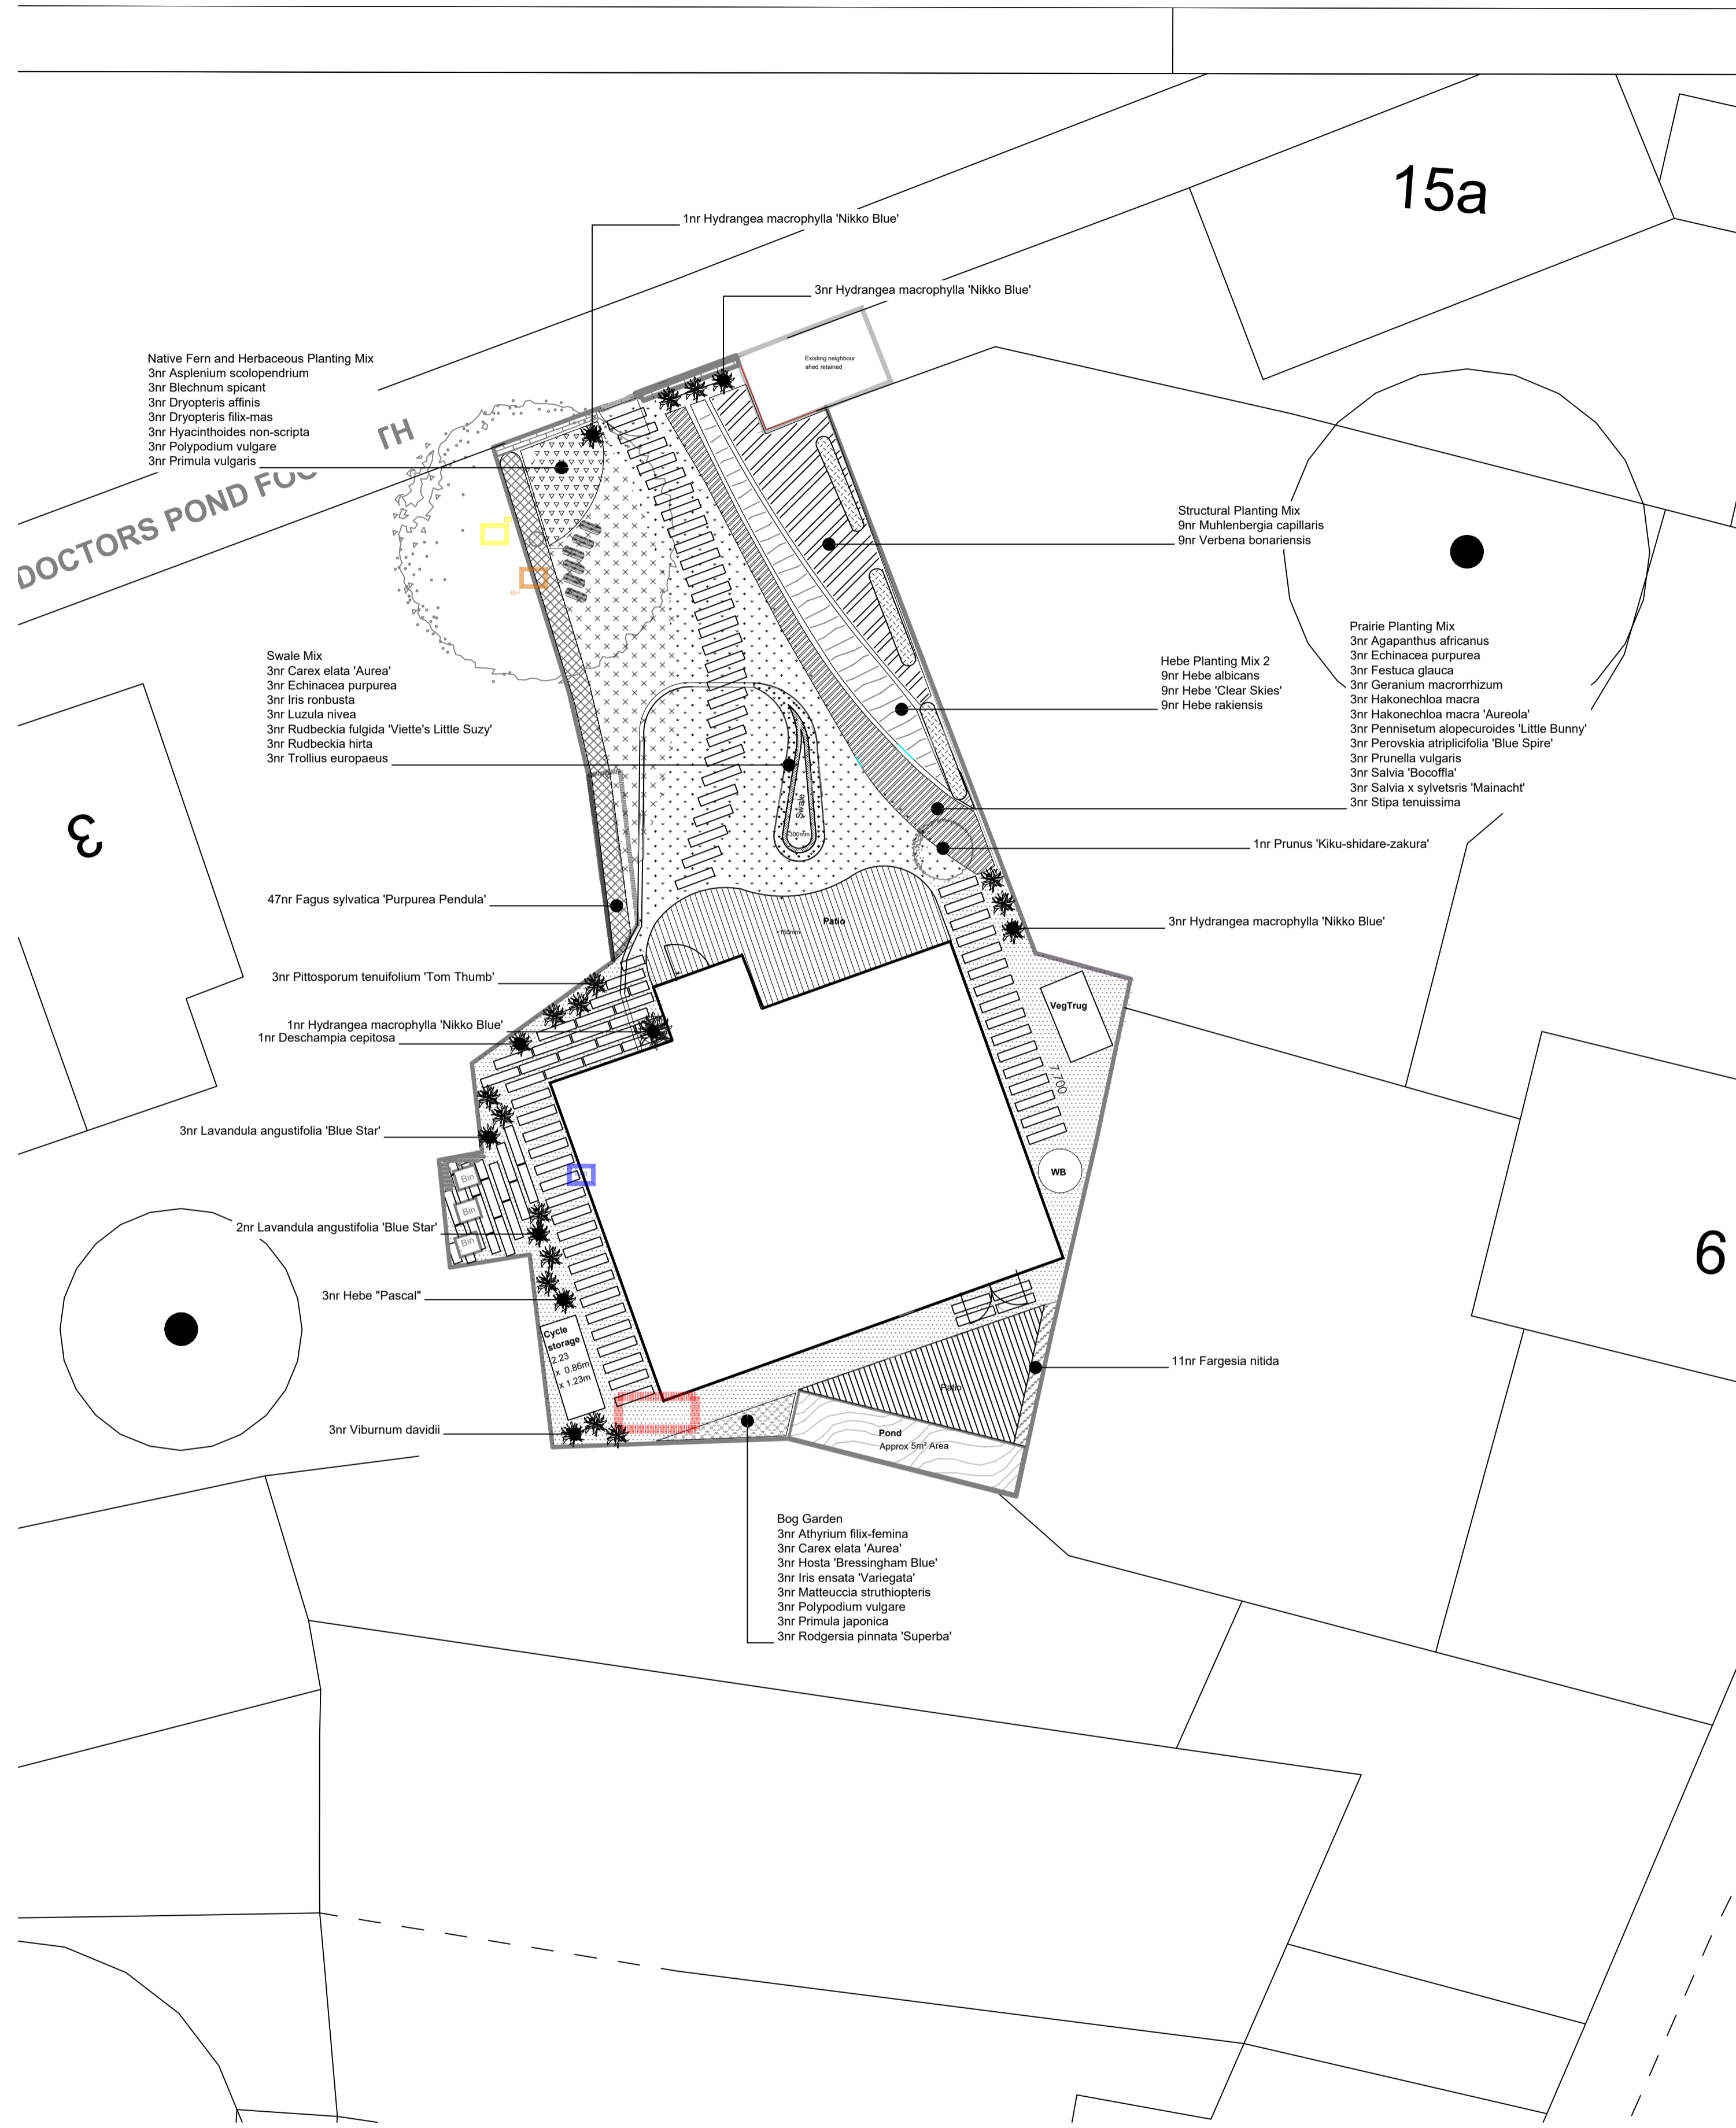 15a
1nr Hydrangea macrophylla 'Nikko Blue'
3nr Hydrangea macrophylla 'Nikko Blue'
Existing neighbour
shed retained
Native Fern and Herbaceous Planting Mix
3nr Asplenium scolopendrium
3nr Blechnum spicant
3nr Dryopteris affinis
3nr Dryopteris filix-mas
3nr Hyacinthoides non-scripta
3nr Polypodium vulgare
3nr Primula vulgaris
DOCTORS POND
BH
Structural Planting Mix
9nr Muhlenbergia capillaris
9nr Verbena bonariensis
Swale Mix
3nr Carex elata 'Aurea'
3nr Echinacea purpurea
3nr Iris ronbusta
3nr Luzula nivea
3nr Rudbeckia fulgida 'Viette's Little Suzy'
3nr Rudbeckia hirta
3nr Trollius europaeus
Hebe Planting Mix 2
9nr Hebe albicans
9nr Hebe 'Clear Skies'
9nr Hebe rakiensis
Prairie Planting Mix
3nr Agapanthus africanus
3nr Echinacea purpurea
3nr Festuca glauca
3nr Geranium macrorrhizum
3nr Hakonechloa macra
3nr Hakonechloa macra 'Aureola'
3nr Pennisetum alopecuroides 'Little Bunny'
3nr Perovskia atriplicifolia 'Blue Spire'
3nr Prunella vulgaris
3nr Salvia 'Bocoffla'
3nr Salvia x sylvetsris 'Mainacht'
3nr Stipa tenuissima
Swale
3
1nr Prunus 'Kiku-shidare-zakura'
47nr Fagus sylvatica 'Purpurea Pendula'
Patio
+150mm
3nr Hydrangea macrophylla 'Nikko Blue'
3nr Pittosporum tenuifolium 'Tom Thumb'
VegTrug
1nr Hydrangea macrophylla 'Nikko Blue'
1nr Deschampia cepitosa
3nr Lavandula angustifolia 'Blue Star'
WB
Bin
Bin
Bin
2nr Lavandula angustifolia 'Blue Star'
6
3nr Hebe "Pascal"
Cycle
storage
2.23
x 0.86m
x 1.23m
11nr Fargesia nitida
Patio
3nr Viburnum davidii
Pond
Approx 5m² Area
Bog Garden
3nr Athyrium filix-femina
3nr Carex elata 'Aurea'
3nr Hosta 'Bressingham Blue'
3nr Iris ensata 'Variegata'
3nr Matteuccia struthiopteris
3nr Polypodium vulgare
3nr Primula japonica
3nr Rodgersia pinnata 'Superba'